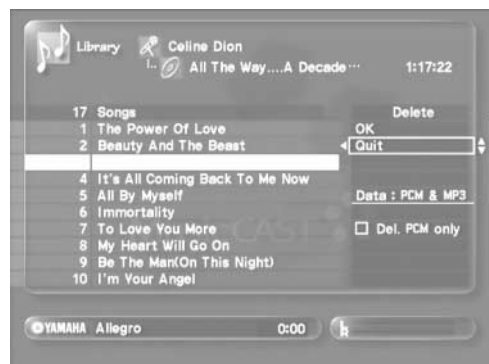 Library
Celine Dion
All The Way....A Decade...
1:17:22
17 Songs
1 The Power Of Love
2 Beauty And The Beast
4 It's All Coming Back To Me Now
5 All By Myself
6 Immortality
7 To Love You More
8 My Heart Will Go On
9 Be The Man(On This Night)
10 I'm Your Angel
Delete
OK
Quit
Data : PCM & MP3
Del. PCM only
YAMAHA Allegro 0:00